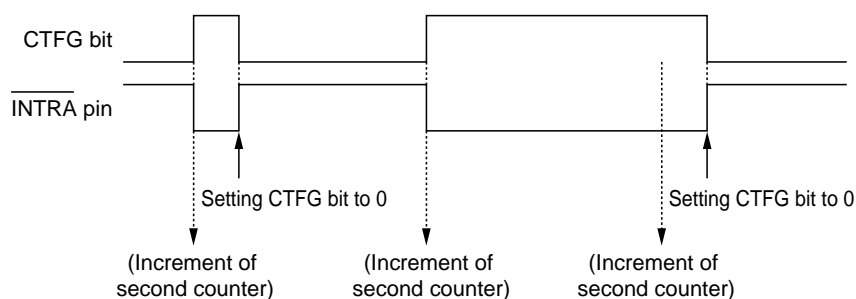 CTFG bit
INTRA pin
Setting CTFG bit to 0
Setting CTFG bit to 0
(Increment of
second counter)
(Increment of
second counter)
(Increment of
second counter)